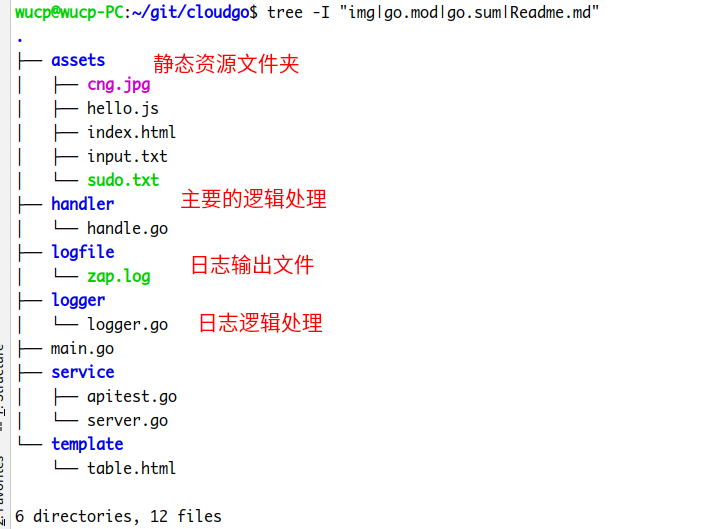 wucp@wucp-PC:~/git/cloudgo$ tree -I "img|go.mod|go.sum|Readme.md"
.
├── assets 静态资源文件夹
│   ├── cng.jpg
│   ├── hello.js
│   ├── index.html
│   ├── input.txt
│   └── sudo.txt
├── handler 主要的逻辑处理
│   └── handle.go
├── logfile 日志输出文件
│   └── zap.log
├── logger 日志逻辑处理
│   └── logger.go
├── main.go
├── service
│   ├── apitest.go
│   └── server.go
└── template
    └── table.html
6 directories, 12 files
1: Structure
2: Favorites